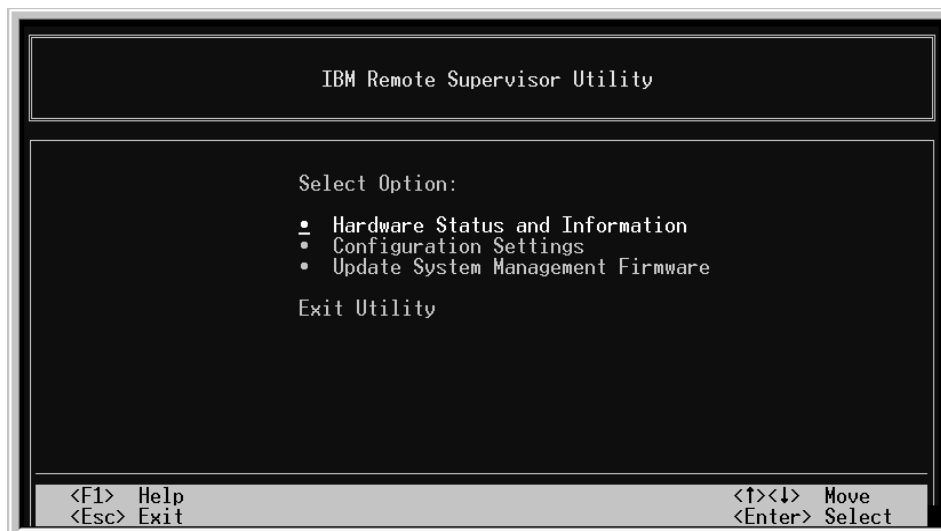 IBM Remote Supervisor Utility
Select Option:
• Hardware Status and Information
• Configuration Settings
• Update System Management Firmware
Exit Utility
<F1> Help <↑><↓> Move
<Esc> Exit <Enter> Select